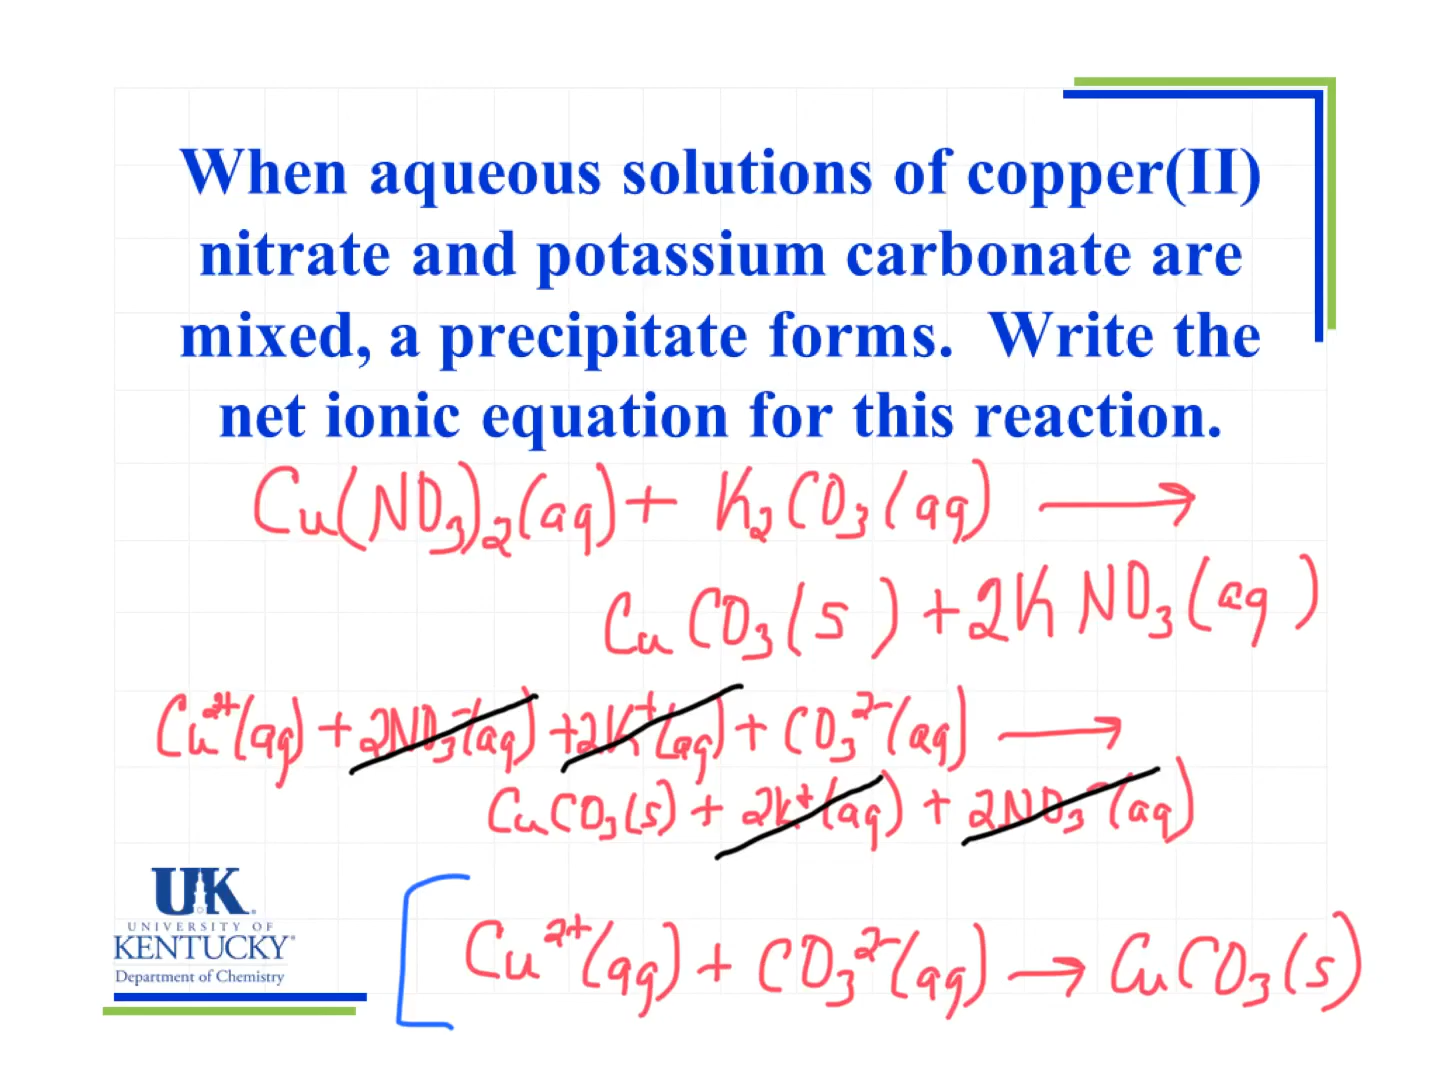 When aqueous solutions of copper(II)
nitrate and potassium carbonate are
mixed, a precipitate forms. Write the
net ionic equation for this reaction.
Cu(NO₃)₂(aq) + K₂CO₃(aq) →
CuCO₃(s) + 2KNO₃(aq)
Cu²⁺(aq) + 2NO₃⁻(aq) + 2K⁺(aq) + CO₃²⁻(aq) →
CuCO₃(s) + 2K⁺(aq) + 2NO₃⁻(aq)
Cu²⁺(aq) + CO₃²⁻(aq) → CuCO₃(s)
UK
UNIVERSITY OF
KENTUCKY
Department of Chemistry